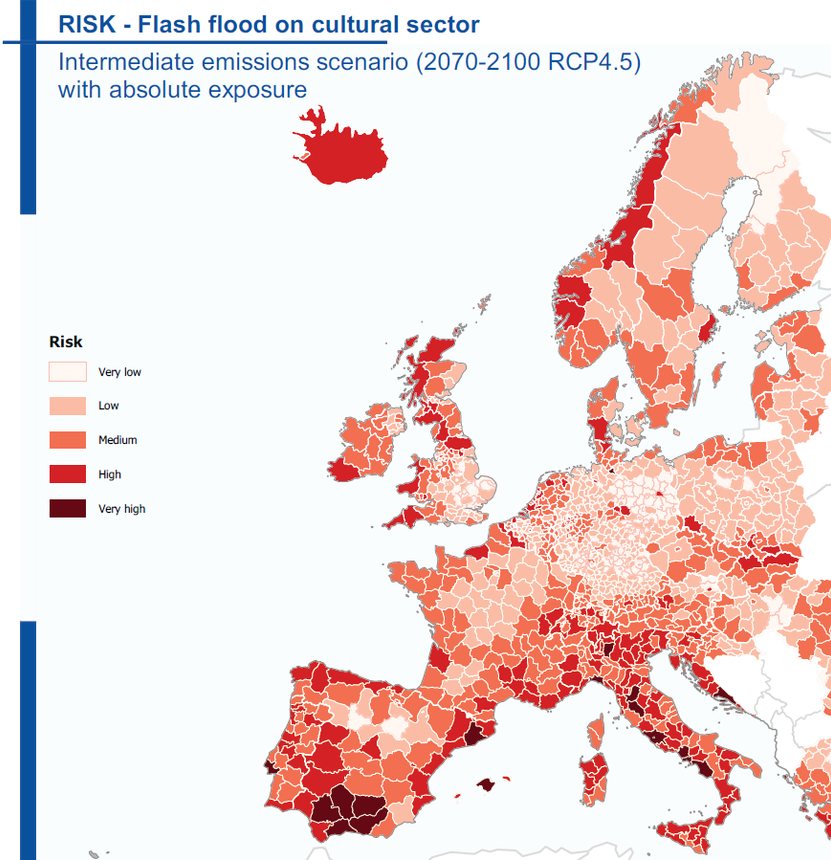 RISK - Flash flood on cultural sector
Intermediate emissions scenario (2070-2100 RCP4.5)
with absolute exposure
Risk
Very low
Low
Medium
High
Very high